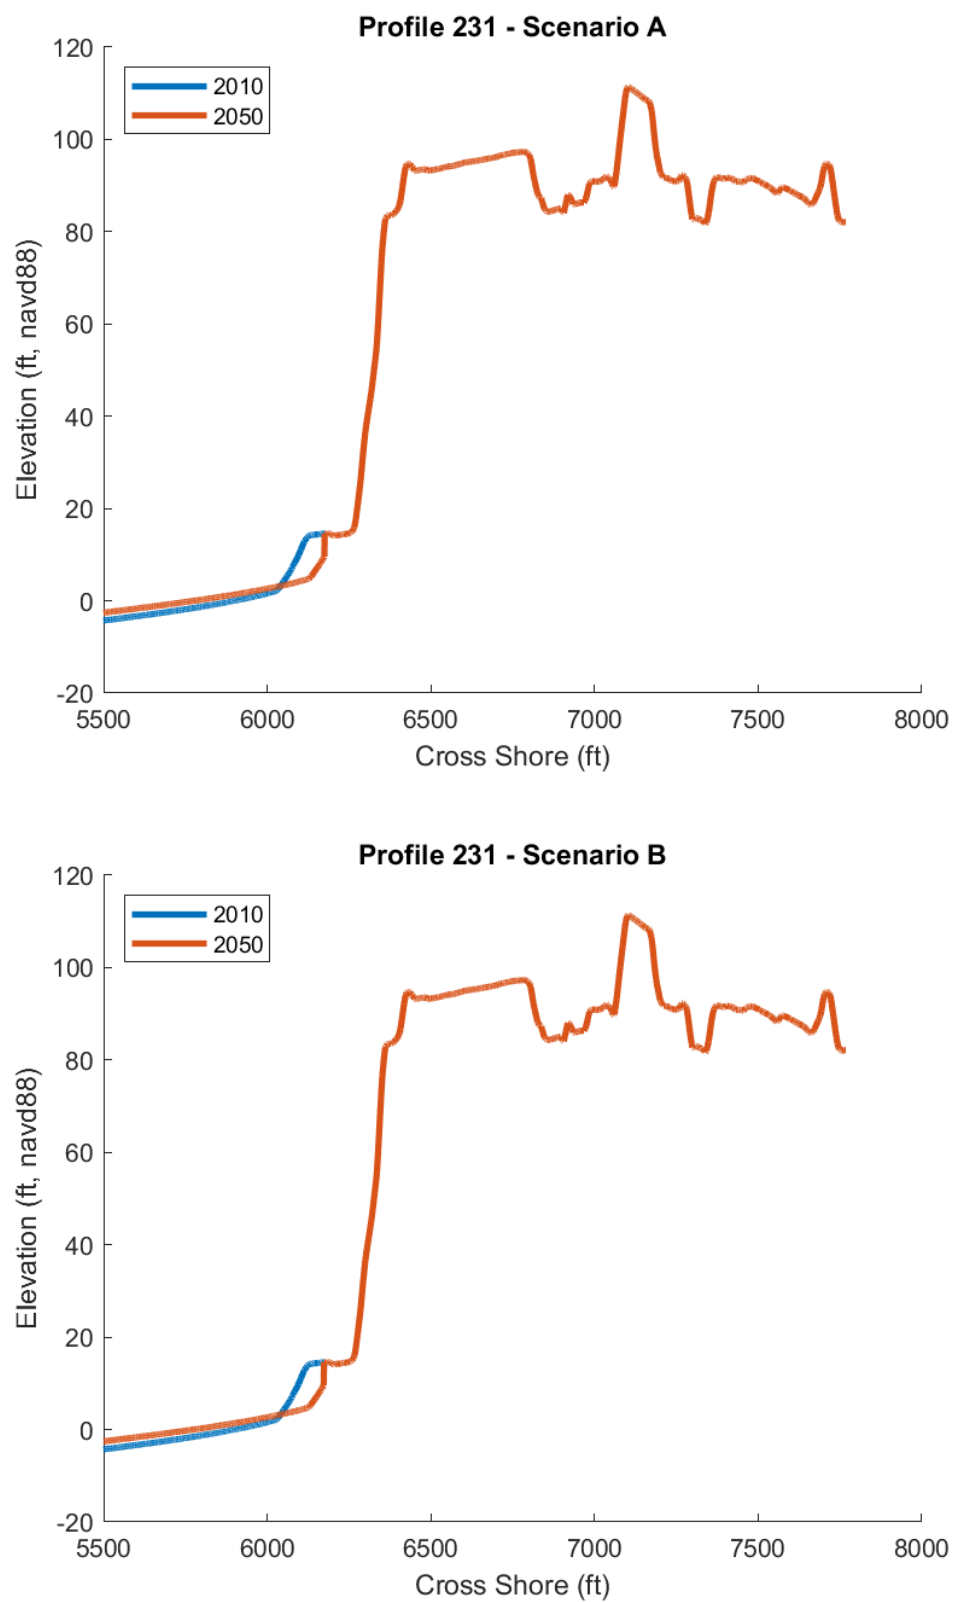 Profile 231 - Scenario A
120
100
80
60
40
20
0
-20
2010
2050
Elevation (ft, navd88)
5500 6000 6500 7000 7500 8000
Cross Shore (ft)
Profile 231 - Scenario B
120
100
80
60
40
20
0
-20
2010
2050
Elevation (ft, navd88)
5500 6000 6500 7000 7500 8000
Cross Shore (ft)